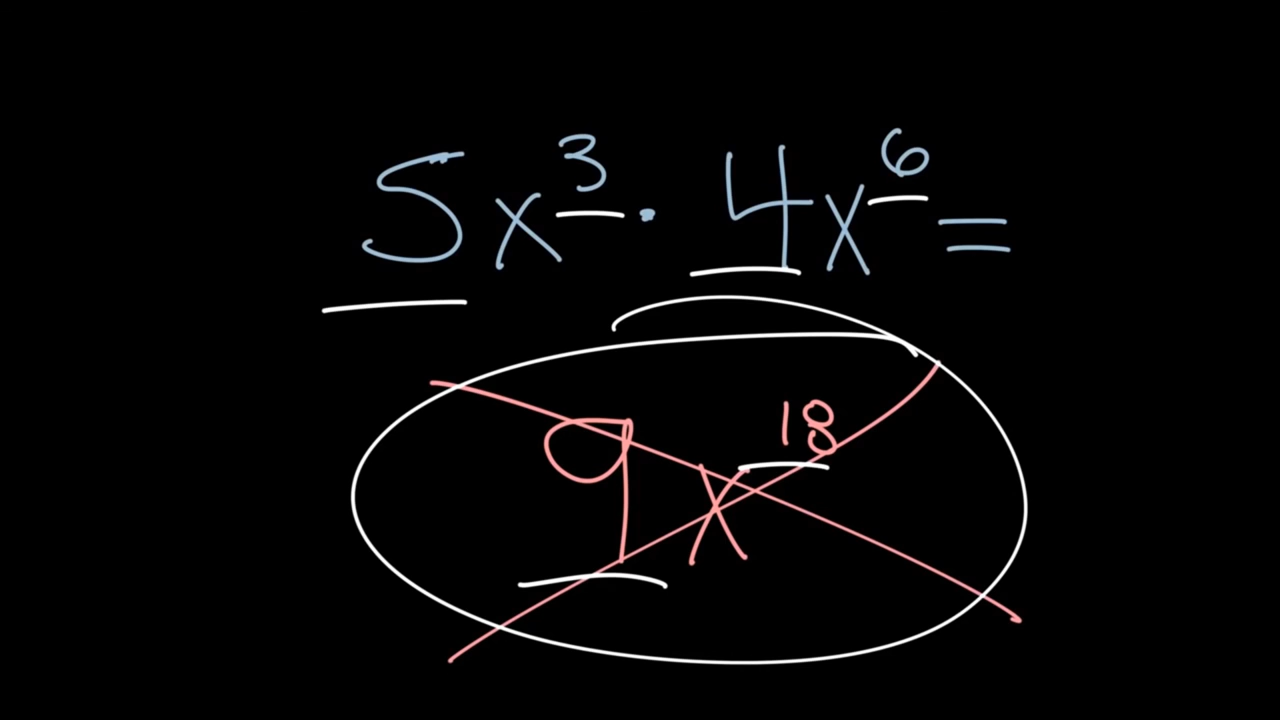 5x³ · 4x⁶ =
9x¹⁸